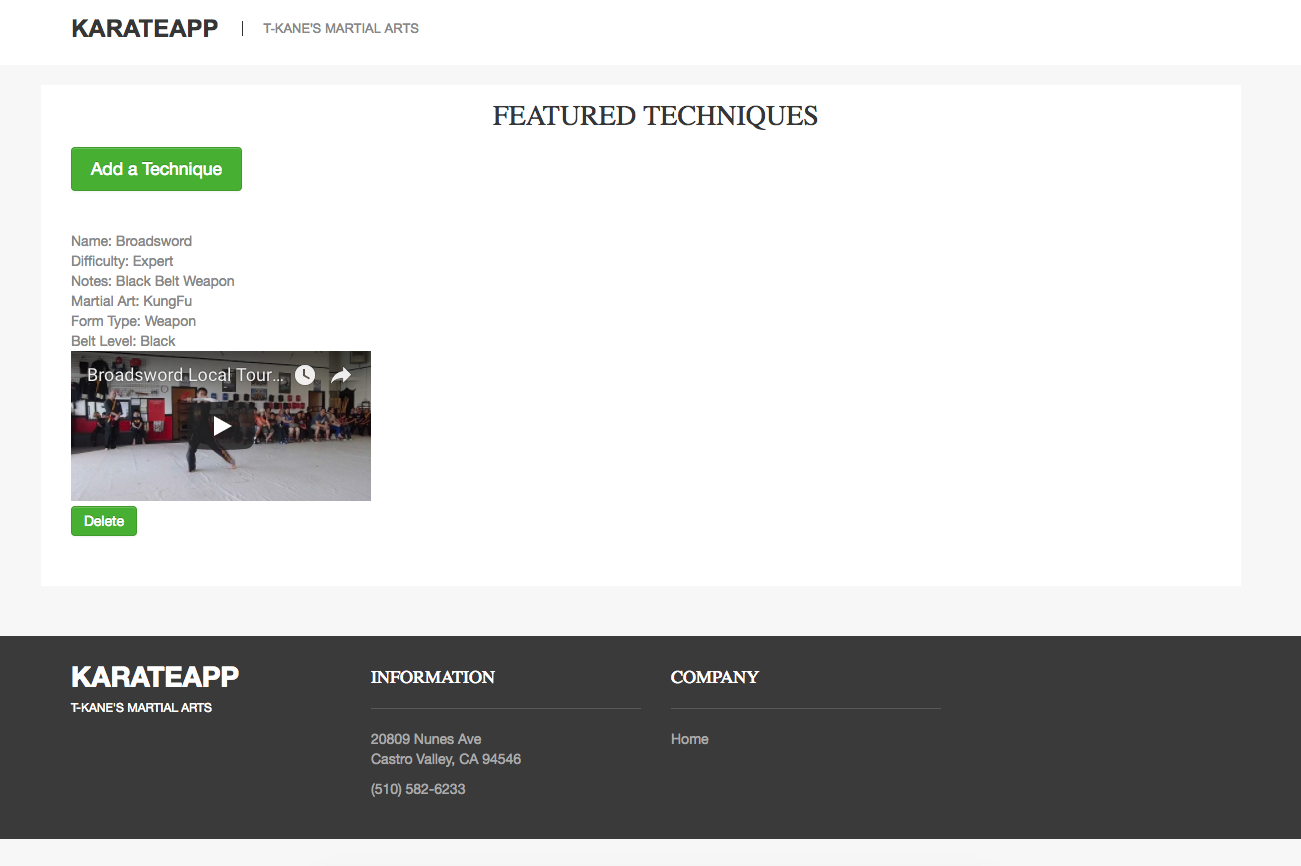 KARATEAPP | T-KANE'S MARTIAL ARTS
FEATURED TECHNIQUES
Add a Technique
Name: Broadsword
Difficulty: Expert
Notes: Black Belt Weapon
Martial Art: KungFu
Form Type: Weapon
Belt Level: Black
Broadsword Local Tour...
Delete
KARATEAPP
T-KANE'S MARTIAL ARTS
INFORMATION
20809 Nunes Ave
Castro Valley, CA 94546
(510) 582-6233
COMPANY
Home